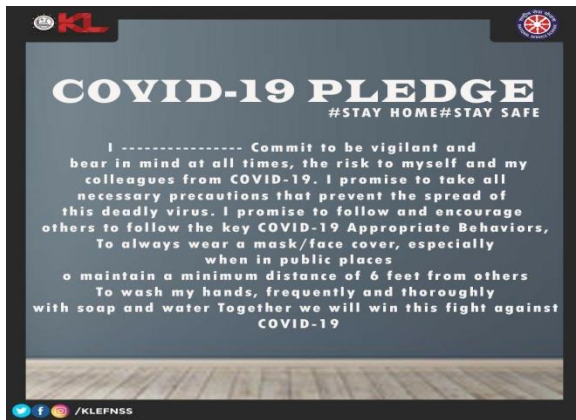 KL
COVID-19 PLEDGE
#STAY HOME#STAY SAFE
I ---------------- Commit to be vigilant and
bear in mind at all times, the risk to myself and my
colleagues from COVID-19. I promise to take all
necessary precautions that prevent the spread of
this deadly virus. I promise to follow and encourage
others to follow the key COVID-19 Appropriate Behaviors,
To always wear a mask/face cover, especially
when in public places
o maintain a minimum distance of 6 feet from others
To wash my hands, frequently and thoroughly
with soap and water Together we will win this fight against
COVID-19
/KLEFNSS